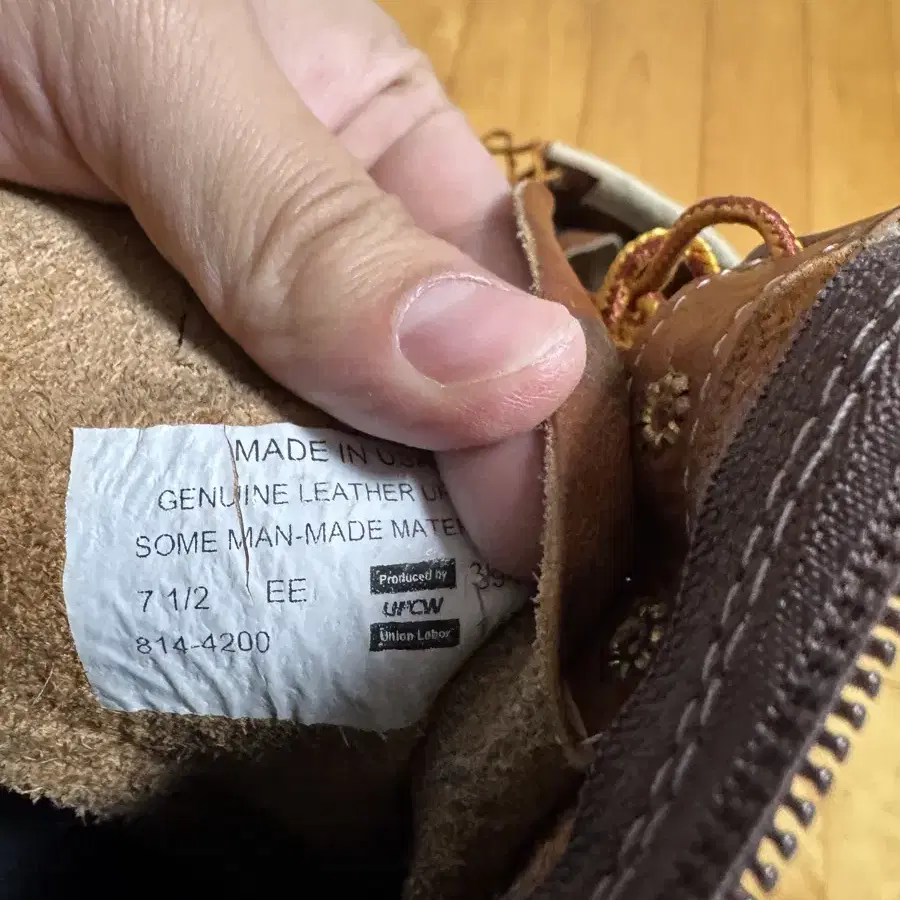 MADE IN USA
GENUINE LEATHER UP
SOME MAN-MADE MATE
7 1/2 EE
Produced by
UFCW
814-4200
Union Labor